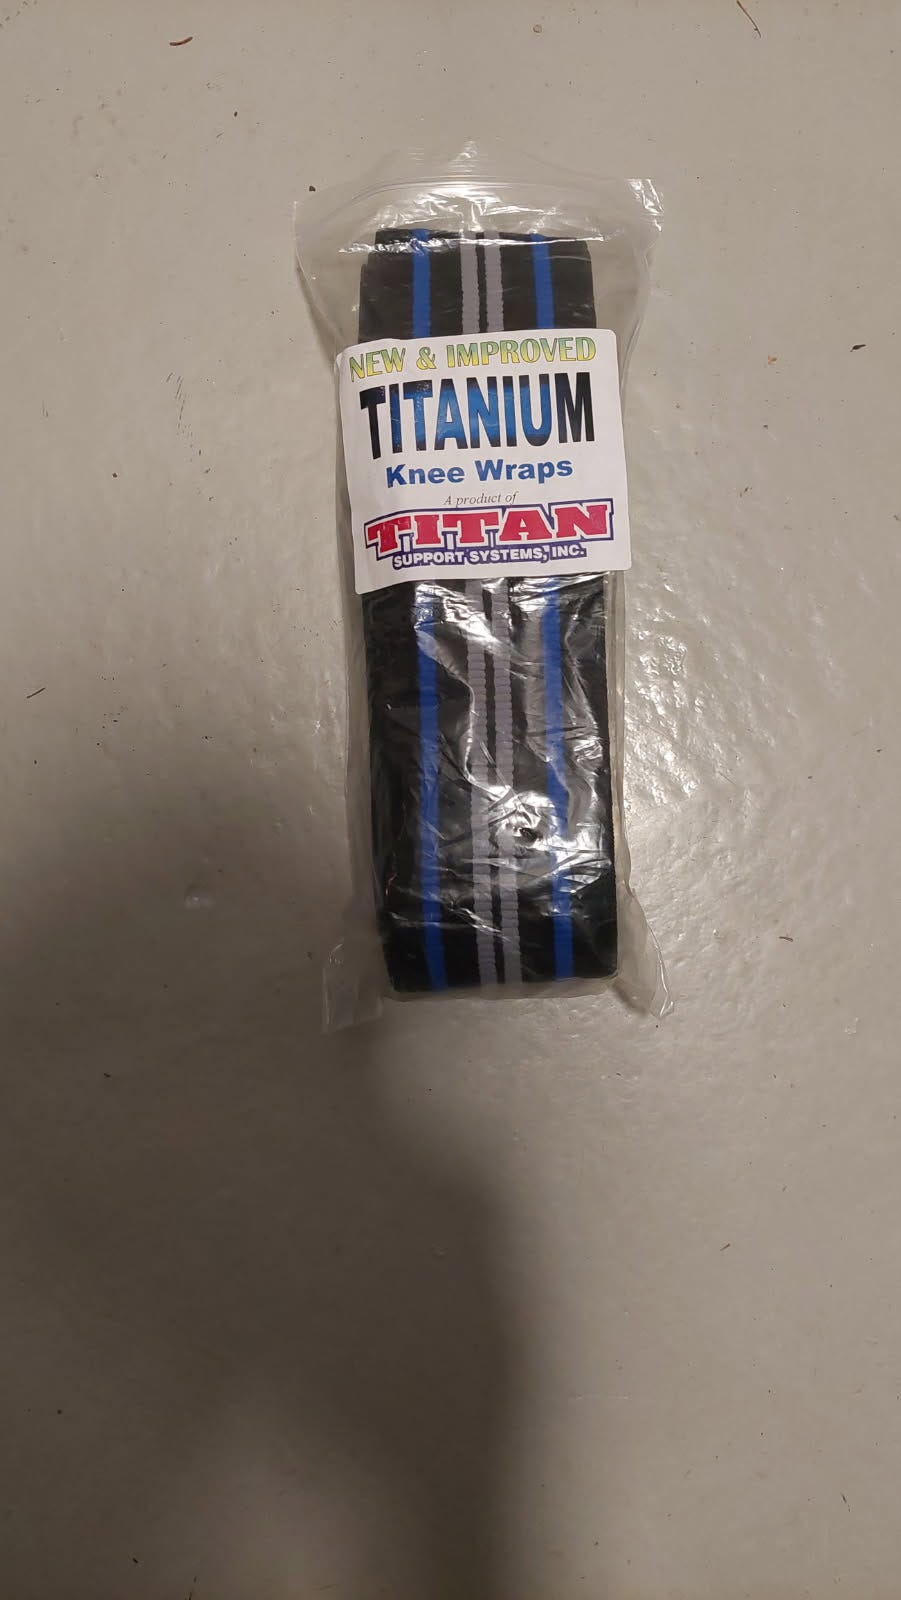 NEW & IMPROVED
TITANIUM
Knee Wraps
A product of
TITAN
SUPPORT SYSTEMS, INC.